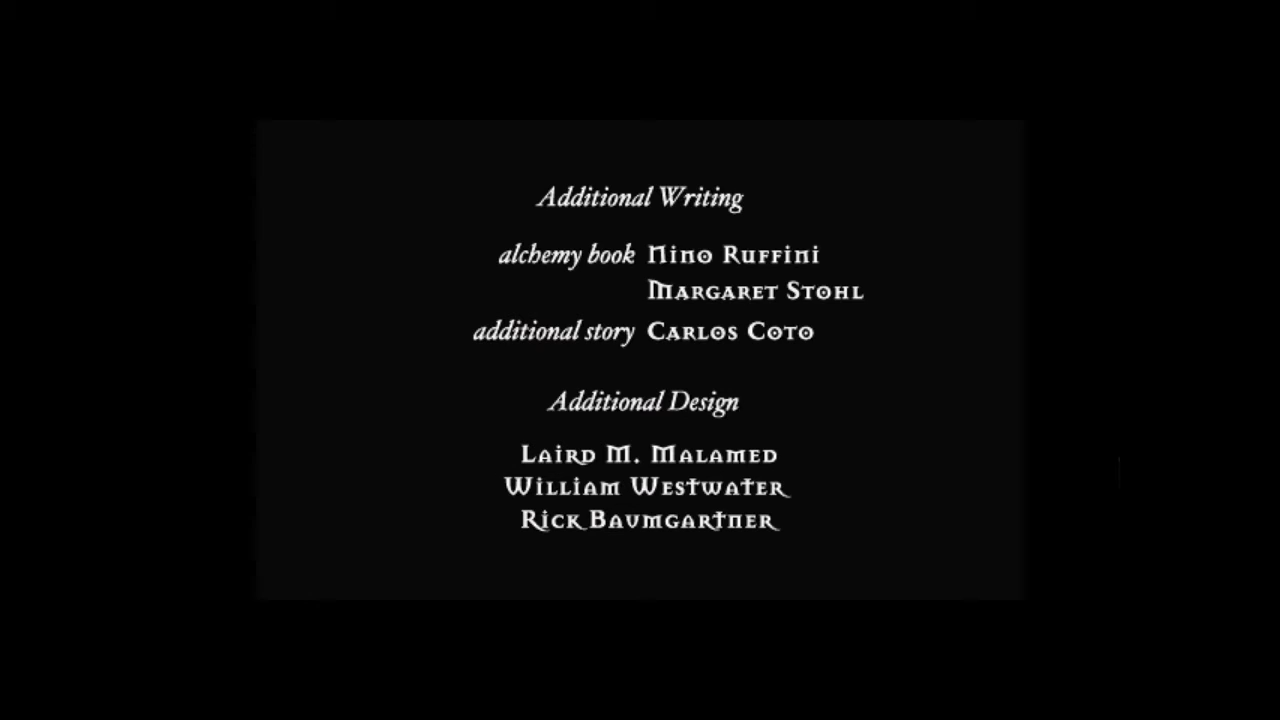 Additional Writing
alchemy book Nino Ruffini
Margaret Stohl
additional story Carlos Coto
Additional Design
Laird M. Malamed
William Westwater
Rick Baumgartner